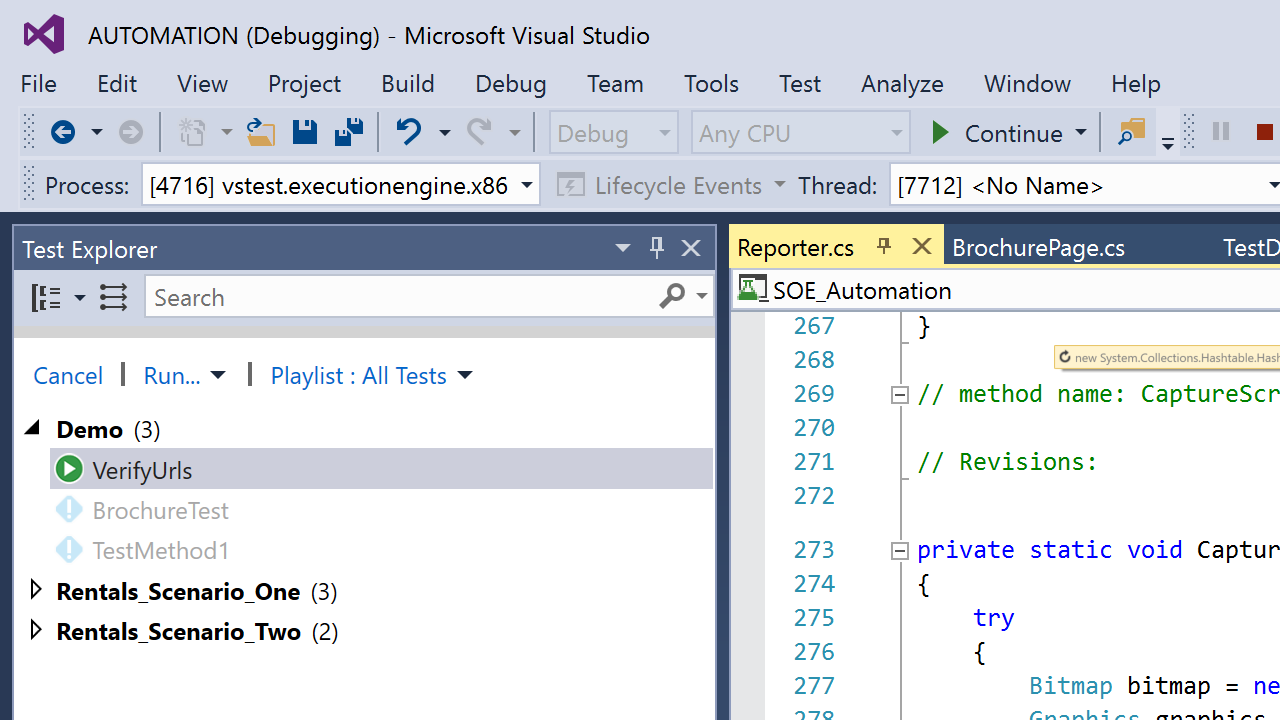 AUTOMATION (Debugging) - Microsoft Visual Studio
File Edit View Project Build Debug Team Tools Test Analyze Window Help
Debug Any CPU Continue
Process: [4716] vstest.executionengine.x86 Lifecycle Events Thread: [7712] <No Name>
Test Explorer
Search
Cancel | Run... | Playlist : All Tests
Demo (3)
VerifyUrls
BrochureTest
TestMethod1
Rentals_Scenario_One (3)
Rentals_Scenario_Two (2)
Reporter.cs BrochurePage.cs TestD
SOE_Automation
267 }
new System.Collections.Hashtable.Hash
268
269 // method name: CaptureScr
270
271 // Revisions:
272
273 private static void Captur
274 {
275 try
276 {
277 Bitmap bitmap = ne
278 Graphics graphics